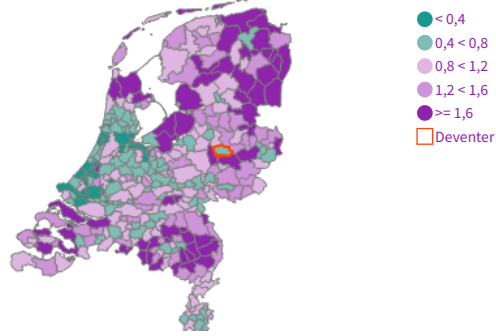 < 0,4
0,4 < 0,8
0,8 < 1,2
1,2 < 1,6
>= 1,6
Deventer